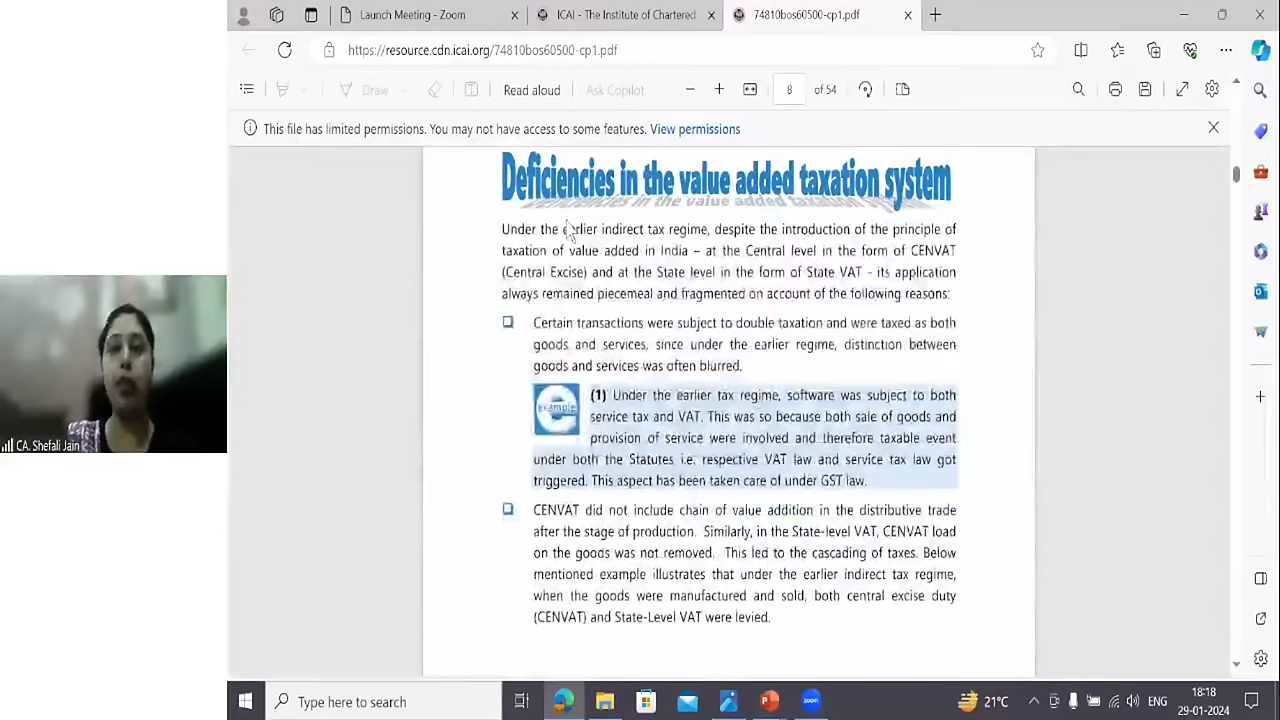 Launch Meeting - Zoom
ICAI - The Institute of Chartered
74810bos60500-cp1.pdf
https://resource.cdn.icai.org/74810bos60500-cp1.pdf
Draw
Read aloud
Ask Copilot
8
of 54
This file has limited permissions. You may not have access to some features. View permissions
Deficiencies in the value added taxation system
Under the earlier indirect tax regime, despite the introduction of the principle of
taxation of value added in India – at the Central level in the form of CENVAT
(Central Excise) and at the State level in the form of State VAT - its application
always remained piecemeal and fragmented on account of the following reasons:
Certain transactions were subject to double taxation and were taxed as both
goods and services, since under the earlier regime, distinction between
goods and services was often blurred.
example
(1) Under the earlier tax regime, software was subject to both
service tax and VAT. This was so because both sale of goods and
provision of service were involved and therefore taxable event
under both the Statutes i.e. respective VAT law and service tax law got
triggered. This aspect has been taken care of under GST law.
CENVAT did not include chain of value addition in the distributive trade
after the stage of production. Similarly, in the State-level VAT, CENVAT load
on the goods was not removed. This led to the cascading of taxes. Below
mentioned example illustrates that under the earlier indirect tax regime,
when the goods were manufactured and sold, both central excise duty
(CENVAT) and State-Level VAT were levied.
CA. Shefali Jain
Type here to search
zoom
21°C
ENG
18:18
29-01-2024